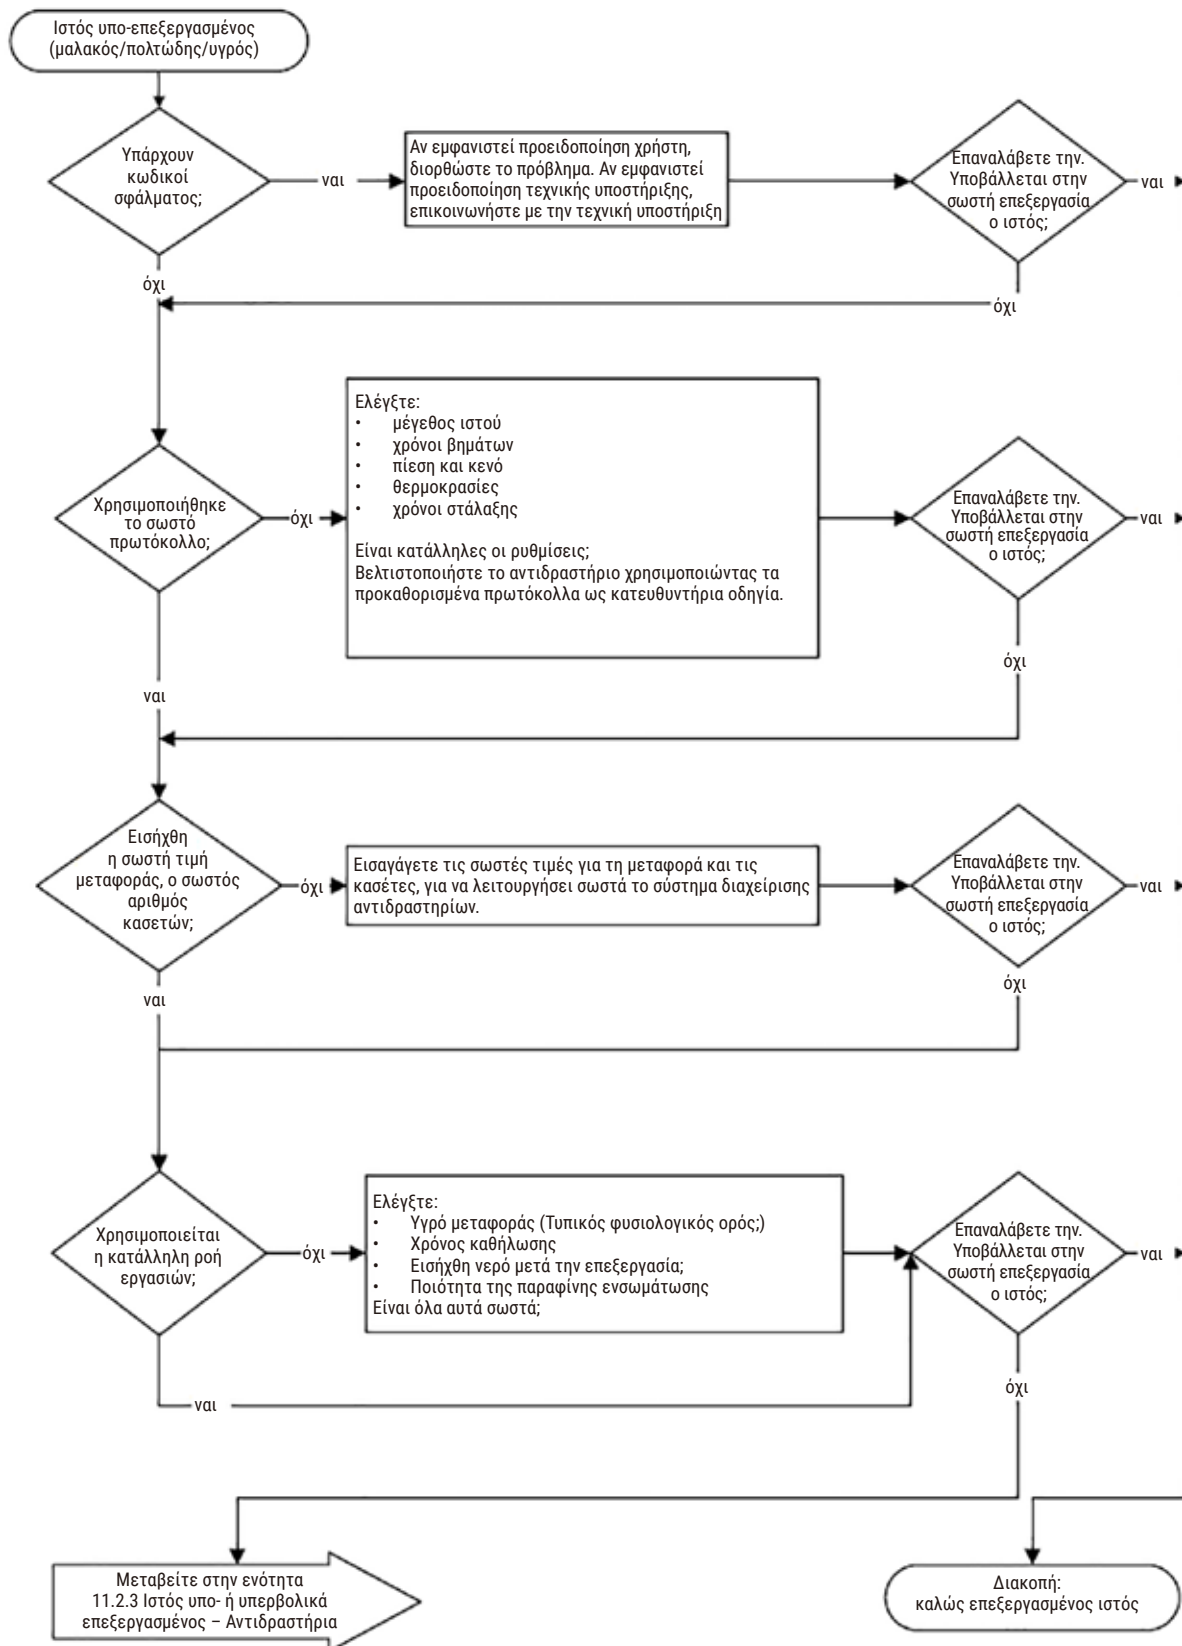 Ιστός υπο-επεξεργασμένος
(μαλακός/πολτώδης/υγρός)
Υπάρχουν
κωδικοί
σφάλματος;
ναι
Αν εμφανιστεί προειδοποίηση χρήστη,
διορθώστε το πρόβλημα. Αν εμφανιστεί
προειδοποίηση τεχνικής υποστήριξης,
επικοινωνήστε με την τεχνική υποστήριξη
Επαναλάβετε την.
Υποβάλλεται στην
σωστή επεξεργασία
ο ιστός;
ναι
όχι
όχι
Χρησιμοποιήθηκε
το σωστό
πρωτόκολλο;
όχι
Ελέγξτε:
• μέγεθος ιστού
• χρόνοι βημάτων
• πίεση και κενό
• θερμοκρασίες
• χρόνοι στάλαξης
Είναι κατάλληλες οι ρυθμίσεις;
Βελτιστοποιήστε το αντιδραστήριο χρησιμοποιώντας τα
προκαθορισμένα πρωτόκολλα ως κατευθυντήρια οδηγία.
Επαναλάβετε την.
Υποβάλλεται στην
σωστή επεξεργασία
ο ιστός;
ναι
όχι
ναι
Εισήχθη
η σωστή τιμή
μεταφοράς, ο σωστός
αριθμός
κασετών;
όχι
Εισαγάγετε τις σωστές τιμές για τη μεταφορά και τις
κασέτες, για να λειτουργήσει σωστά το σύστημα διαχείρισης
αντιδραστηρίων.
Επαναλάβετε την.
Υποβάλλεται στην
σωστή επεξεργασία
ο ιστός;
ναι
όχι
ναι
Χρησιμοποιείται
η κατάλληλη ροή
εργασιών;
όχι
Ελέγξτε:
• Υγρό μεταφοράς (Τυπικός φυσιολογικός ορός;)
• Χρόνος καθήλωσης
• Εισήχθη νερό μετά την επεξεργασία;
• Ποιότητα της παραφίνης ενσωμάτωσης
Είναι όλα αυτά σωστά;
Επαναλάβετε την.
Υποβάλλεται στην
σωστή επεξεργασία
ο ιστός;
ναι
όχι
ναι
Μεταβείτε στην ενότητα
11.2.3 Ιστός υπο- ή υπερβολικά
επεξεργασμένος – Αντιδραστήρια
Διακοπή:
καλώς επεξεργασμένος ιστός